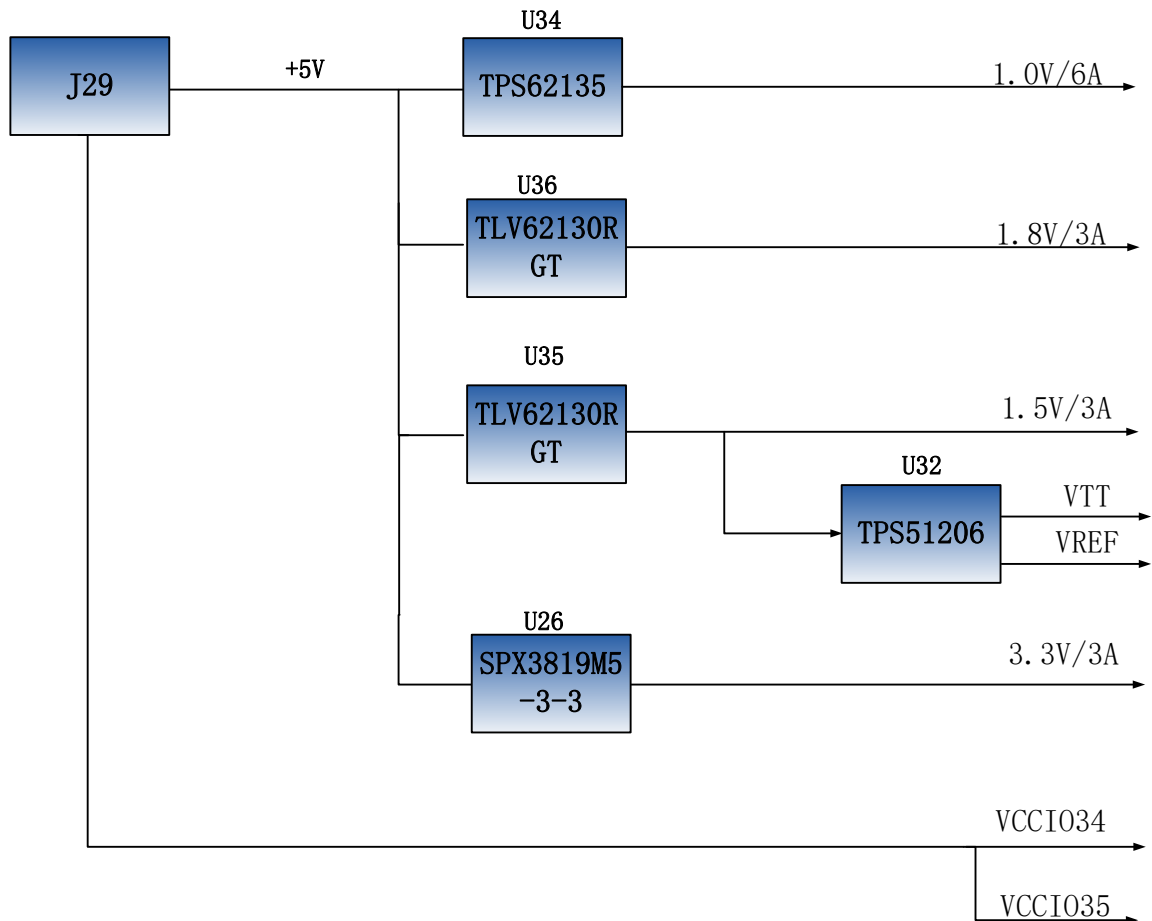 U34
J29
+5V
TPS62135
1.0V/6A
U36
TLV62130R
GT
1.8V/3A
U35
TLV62130R
GT
1.5V/3A
U32
TPS51206
VTT
VREF
U26
SPX3819M5
-3-3
3.3V/3A
VCCIO34
VCCIO35